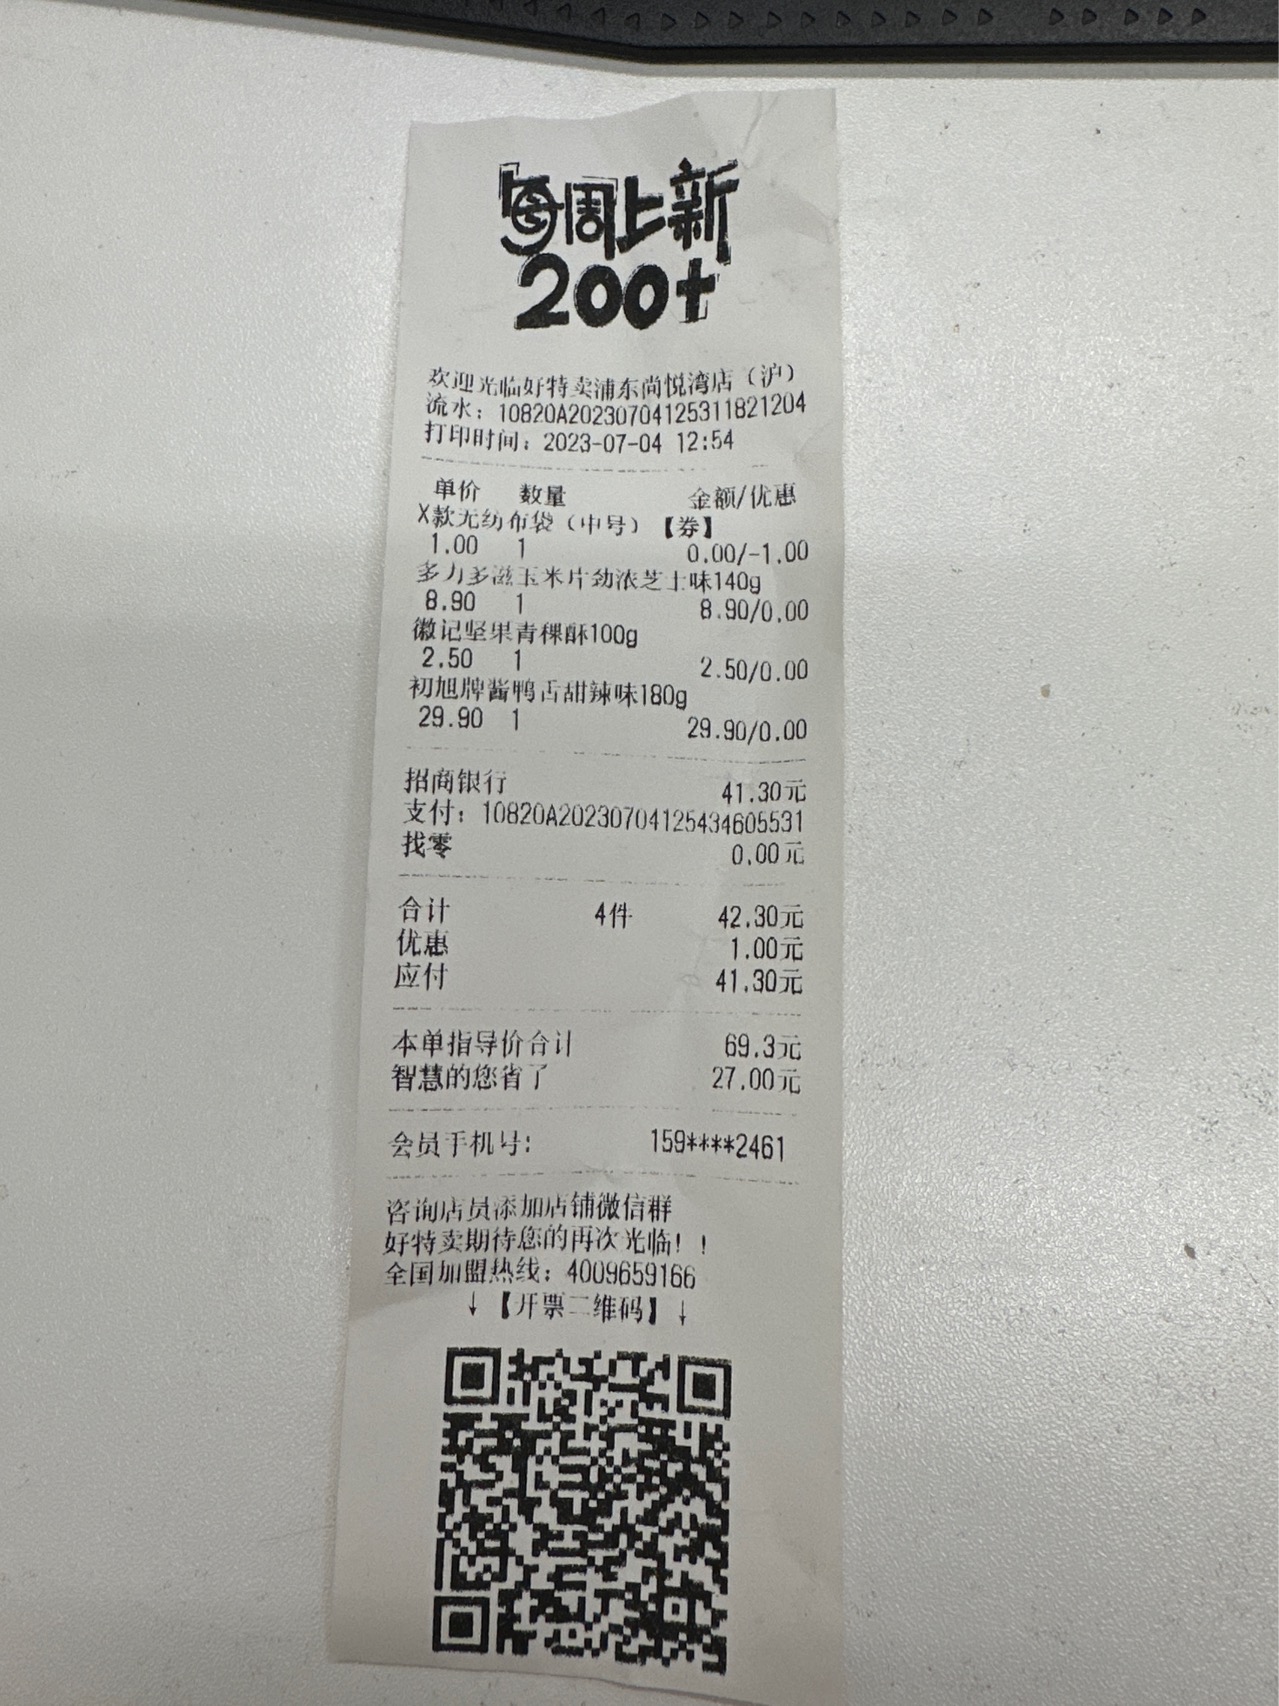 每周上新
200+
欢迎光临好特卖浦东尚悦湾店（沪）
流水：10820A20230704125311821204
打印时间：2023-07-04 12:54
单价 数量 金额/优惠
X款无纺布袋（中号）【券】
1.00 1 0.00/-1.00
多力多滋玉米片劲浓芝士味140g
8.90 1 8.90/0.00
徽记坚果青稞酥100g
2.50 1 2.50/0.00
初旭牌酱鸭舌甜辣味180g
29.90 1 29.90/0.00
招商银行 41.30元
支付：10820A20230704125434605531
找零 0.00元
合计 4件 42.30元
优惠 1.00元
应付 41.30元
本单指导价合计 69.3元
智慧的您省了 27.00元
会员手机号: 159****2461
咨询店员添加店铺微信群
好特卖期待您的再次光临！！
全国加盟热线：4009659166
↓【开票二维码】↓